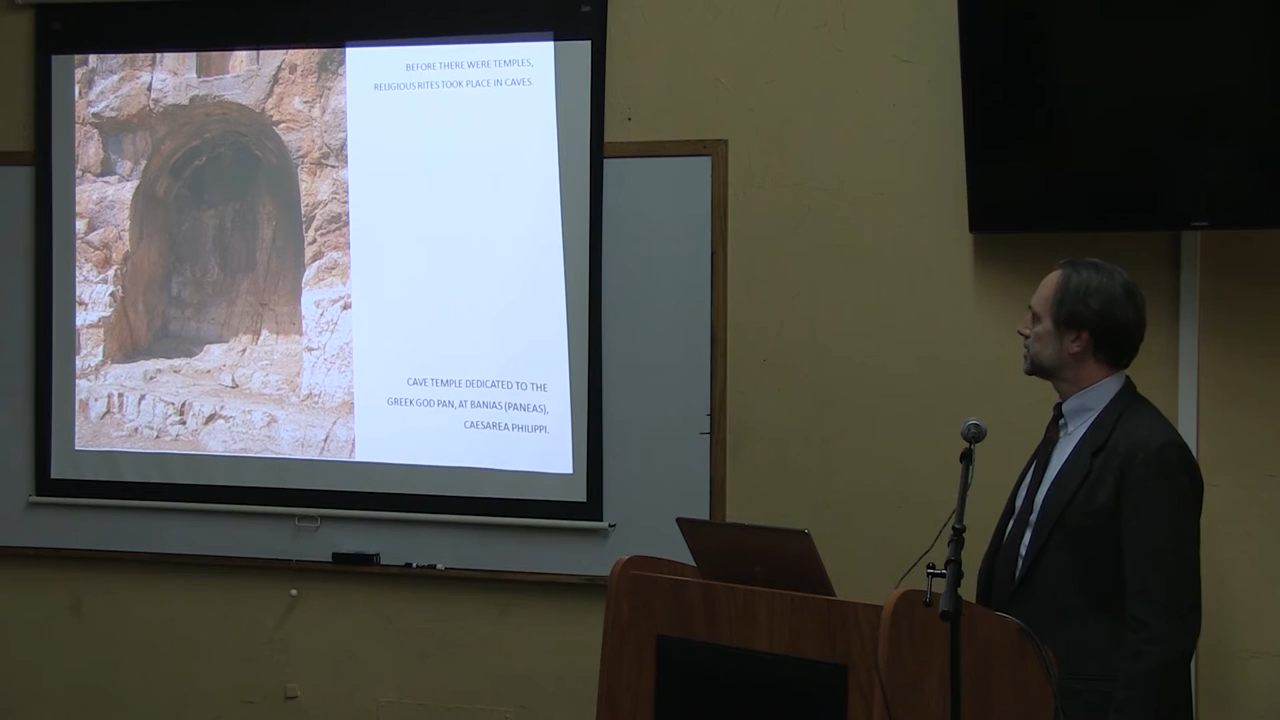 BEFORE THERE WERE TEMPLES,
RELIGIOUS RITES TOOK PLACE IN CAVES.
CAVE TEMPLE DEDICATED TO THE
GREEK GOD PAN, AT BANIAS (PANEAS),
CAESAREA PHILIPPI.